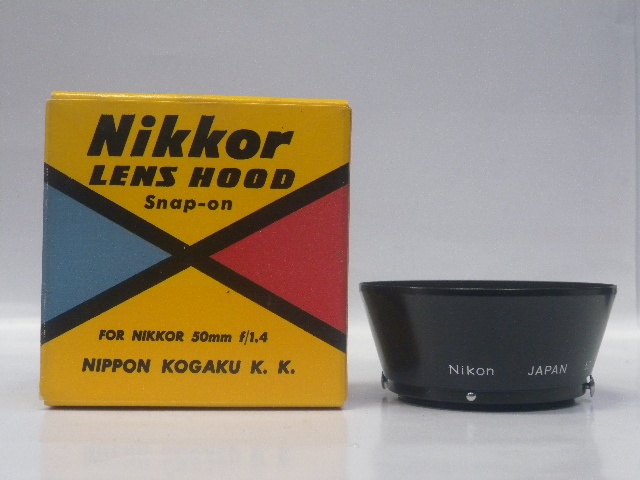 Nikkor
LENS HOOD
Snap-on
FOR NIKKOR 50mm f/1.4
NIPPON KOGAKU K. K.
Nikon JAPAN